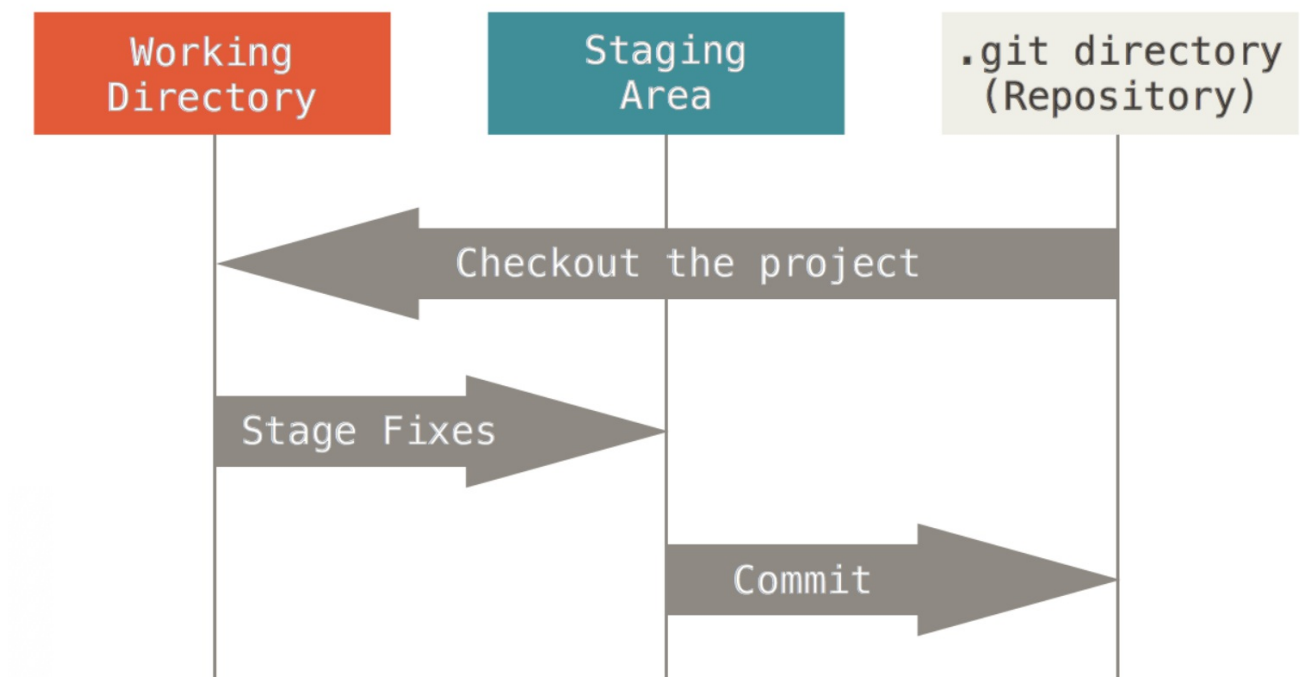 Working
Directory
Staging
Area
.git directory
(Repository)
Checkout the project
Stage Fixes
Commit